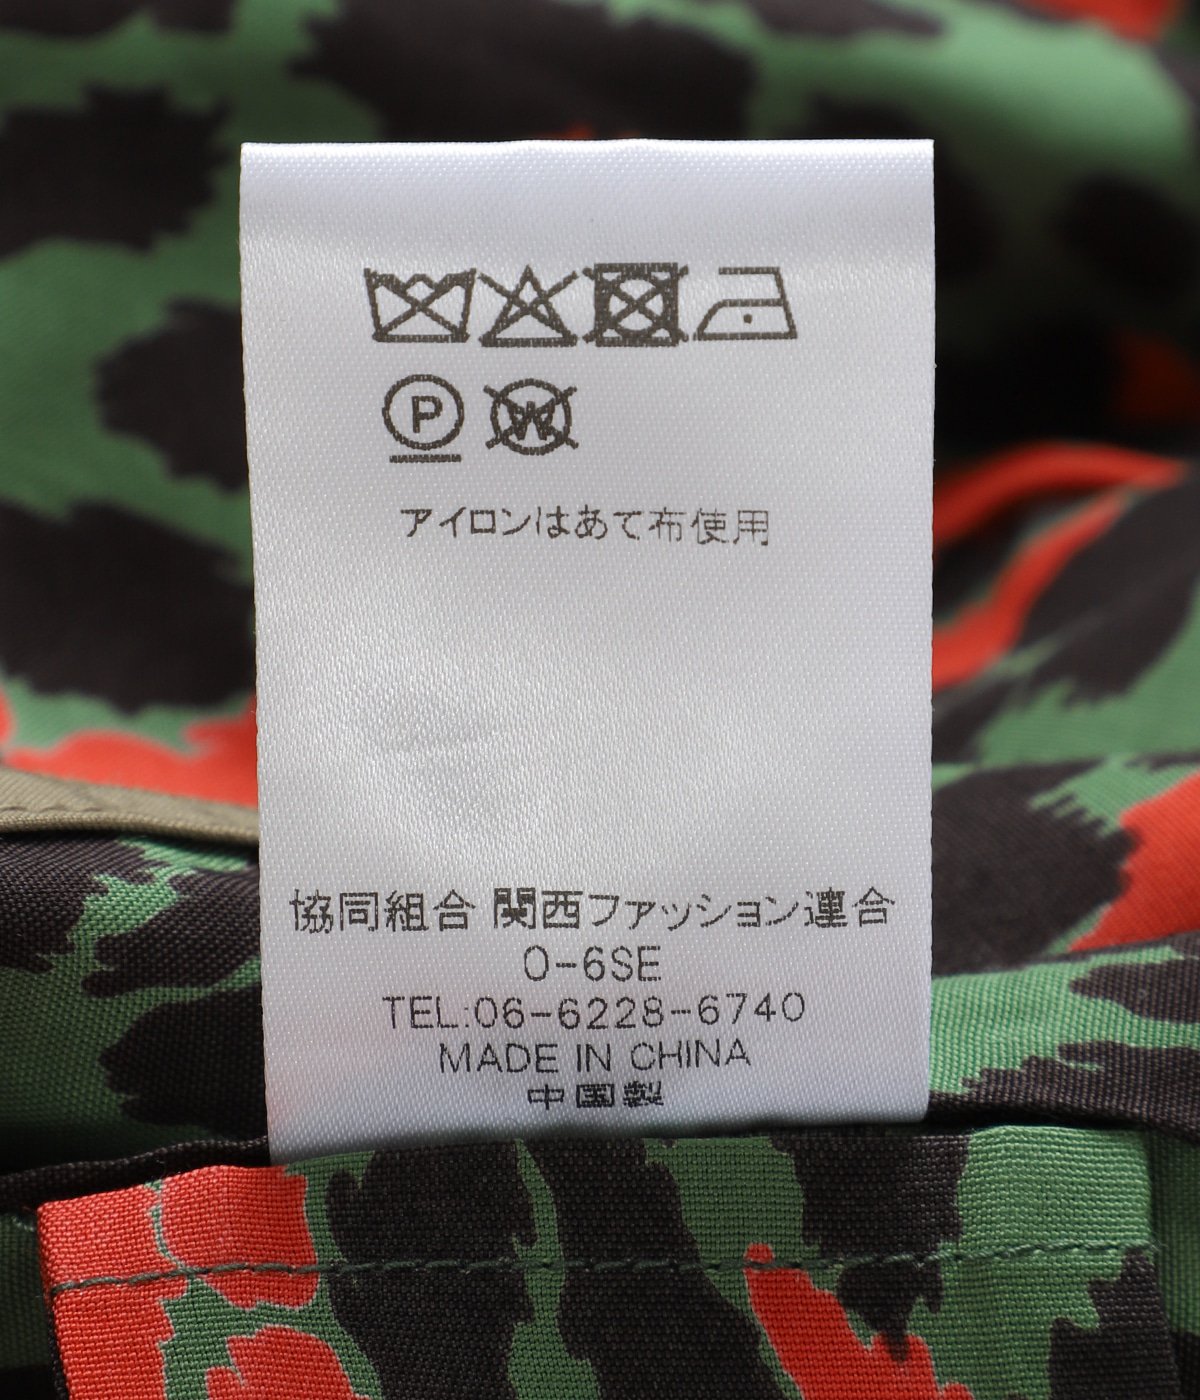 P W
アイロンはあて布使用
協同組合 関西ファッション連合
O-6SE
TEL:06-6228-6740
MADE IN CHINA
中国製